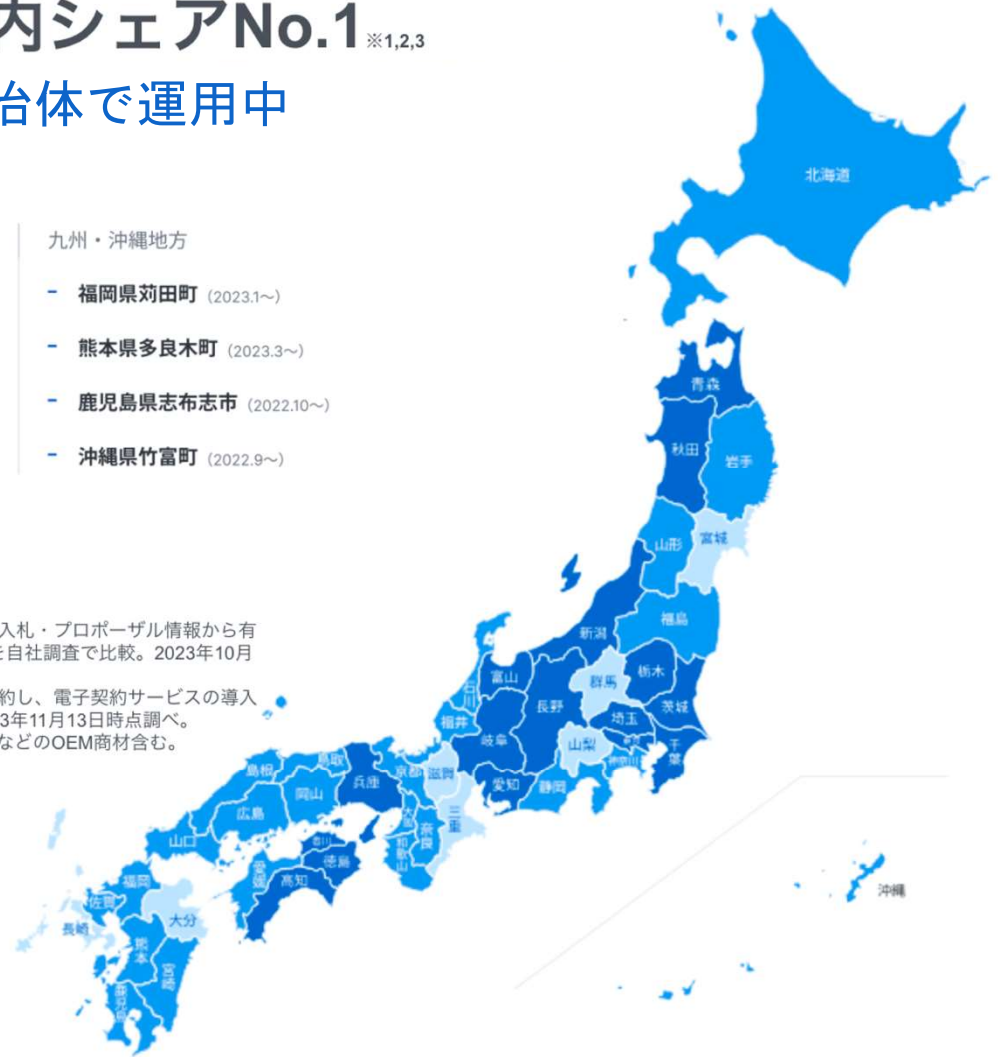 内シェアNo.1※1,2,3
治体で運用中
九州・沖縄地方
- 福岡県苅田町（2023.1〜）
- 熊本県多良木町（2023.3〜）
- 鹿児島県志布志市（2022.10〜）
- 沖縄県竹富町（2022.9〜）
入札・プロポーザル情報から有
を自社調査で比較。2023年10月
約し、電子契約サービスの導入
3年11月13日時点調べ。
などのOEM商材含む。
北海道
青森
秋田
岩手
山形
宮城
福島
新潟
栃木
群馬
富山
石川
長野
茨城
埼玉
福井
岐阜
山梨
千葉
神奈川
愛知
静岡
滋賀
京都
兵庫
鳥取
島根
岡山
広島
山口
三重
奈良
大阪
和歌山
香川
徳島
愛媛
高知
福岡
佐賀
長崎
大分
熊本
宮崎
鹿児島
沖縄